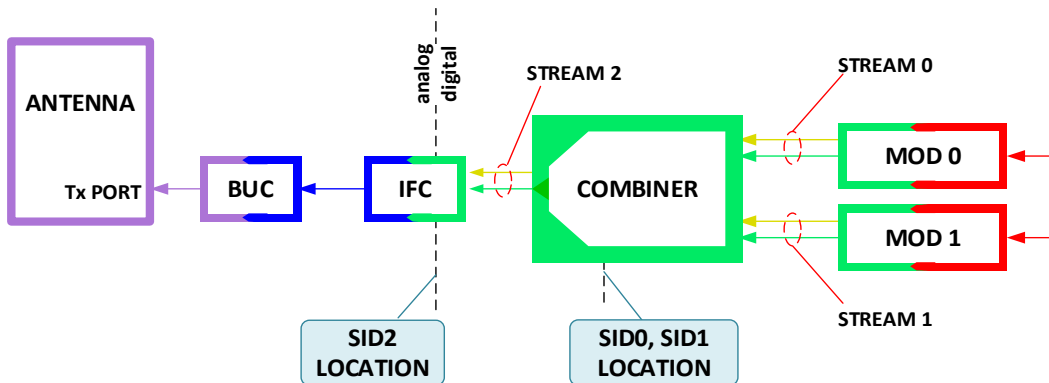 STREAM 0
STREAM 2
analog
digital
ANTENNA
Tx PORT
BUC
IFC
COMBINER
MOD 0
MOD 1
STREAM 1
SID2
LOCATION
SID0, SID1
LOCATION